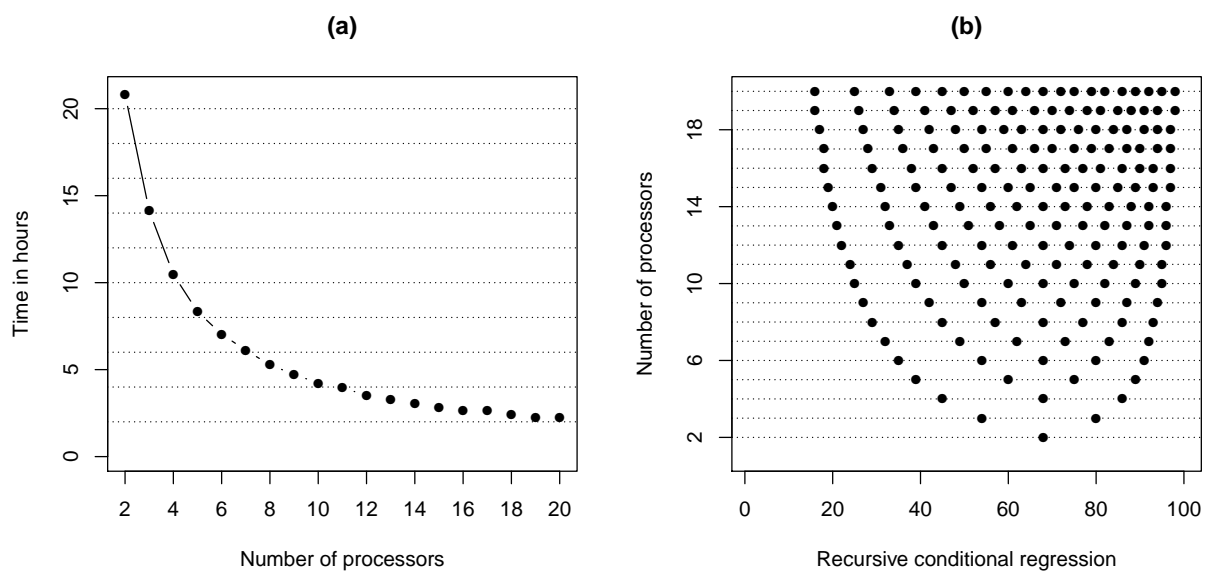 (a)
Time in hours
20
15
10
5
0
2 4 6 8 10 12 14 16 18 20
Number of processors
(b)
Number of processors
18
14
10
6
2
0 20 40 60 80 100
Recursive conditional regression